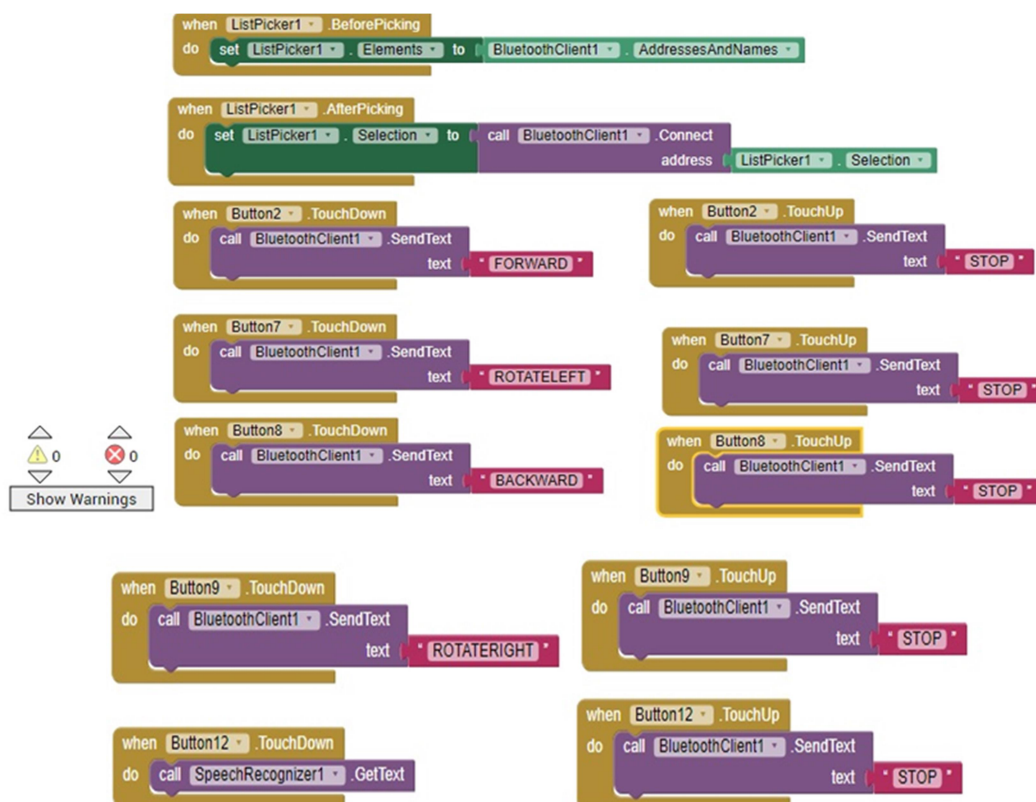 when ListPicker1 .BeforePicking
do set ListPicker1 . Elements to BluetoothClient1 . AddressesAndNames
when ListPicker1 .AfterPicking
do set ListPicker1 . Selection to call BluetoothClient1 .Connect
address ListPicker1 . Selection
when Button2 .TouchDown
do call BluetoothClient1 .SendText
text " FORWARD "
when Button2 .TouchUp
do call BluetoothClient1 .SendText
text " STOP "
when Button7 .TouchDown
do call BluetoothClient1 .SendText
text " ROTATELEFT "
when Button7 .TouchUp
do call BluetoothClient1 .SendText
text " STOP "
when Button8 .TouchDown
do call BluetoothClient1 .SendText
text " BACKWARD "
when Button8 .TouchUp
do call BluetoothClient1 .SendText
text " STOP "
0 0
Show Warnings
when Button9 .TouchDown
do call BluetoothClient1 .SendText
text " ROTATERIGHT "
when Button9 .TouchUp
do call BluetoothClient1 .SendText
text " STOP "
when Button12 .TouchDown
do call SpeechRecognizer1 .GetText
when Button12 .TouchUp
do call BluetoothClient1 .SendText
text " STOP "